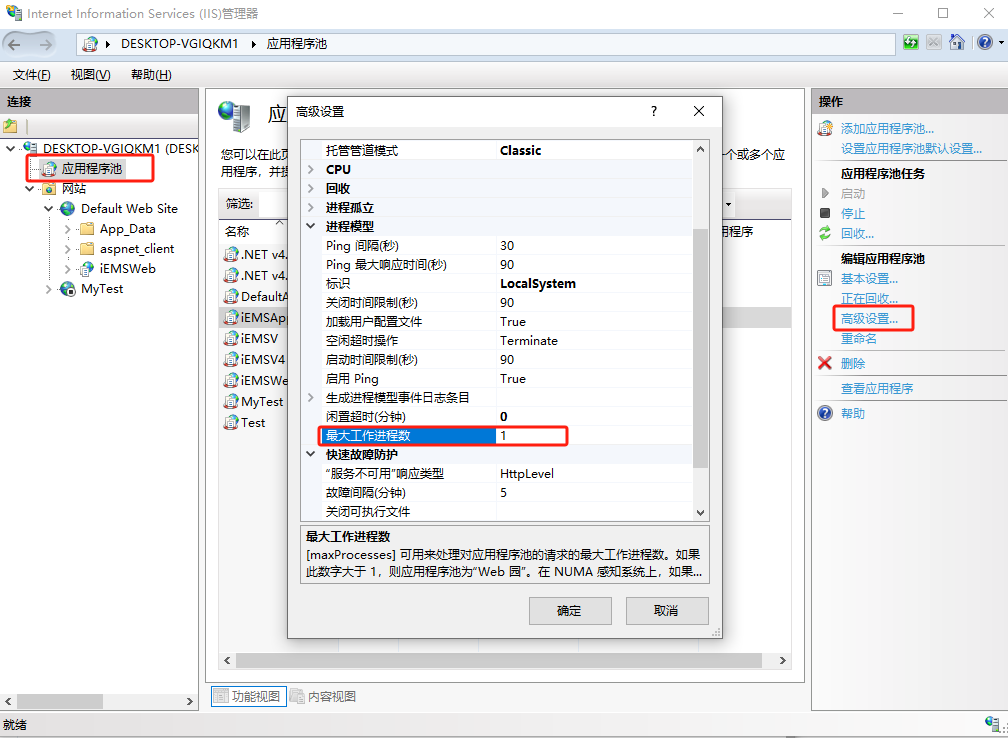 Internet Information Services (IIS)管理器
DESKTOP-VGIQKM1
应用程序池
文件(F)
视图(V)
帮助(H)
连接
DESKTOP-VGIQKM1 (DESK
应用程序池
网站
Default Web Site
App_Data
aspnet_client
iEMSWeb
MyTest
应
您可以在此页
个或多个应
用程序，并提
筛选:
名称
用程序
.NET v4.
.NET v4.
DefaultA
iEMSApp
iEMSV
iEMSV4
iEMSWe
MyTest
Test
高级设置
?
托管管道模式 Classic
CPU
回收
进程孤立
进程模型
Ping 间隔(秒) 30
Ping 最大响应时间(秒) 90
标识 LocalSystem
关闭时间限制(秒) 90
加载用户配置文件 True
空闲超时操作 Terminate
启动时间限制(秒) 90
启用 Ping True
生成进程模型事件日志条目
闲置超时(分钟) 0
最大工作进程数 1
快速故障防护
“服务不可用”响应类型 HttpLevel
故障间隔(分钟) 5
关闭可执行文件
最大工作进程数
[maxProcesses] 可用来处理对应用程序池的请求的最大工作进程数。如果
此数字大于 1，则应用程序池为“Web 园”。在 NUMA 感知系统上，如果...
确定
取消
功能视图
内容视图
操作
添加应用程序池...
设置应用程序池默认设置...
应用程序池任务
启动
停止
回收...
编辑应用程序池
基本设置...
正在回收...
高级设置...
重命名
删除
查看应用程序
帮助
就绪